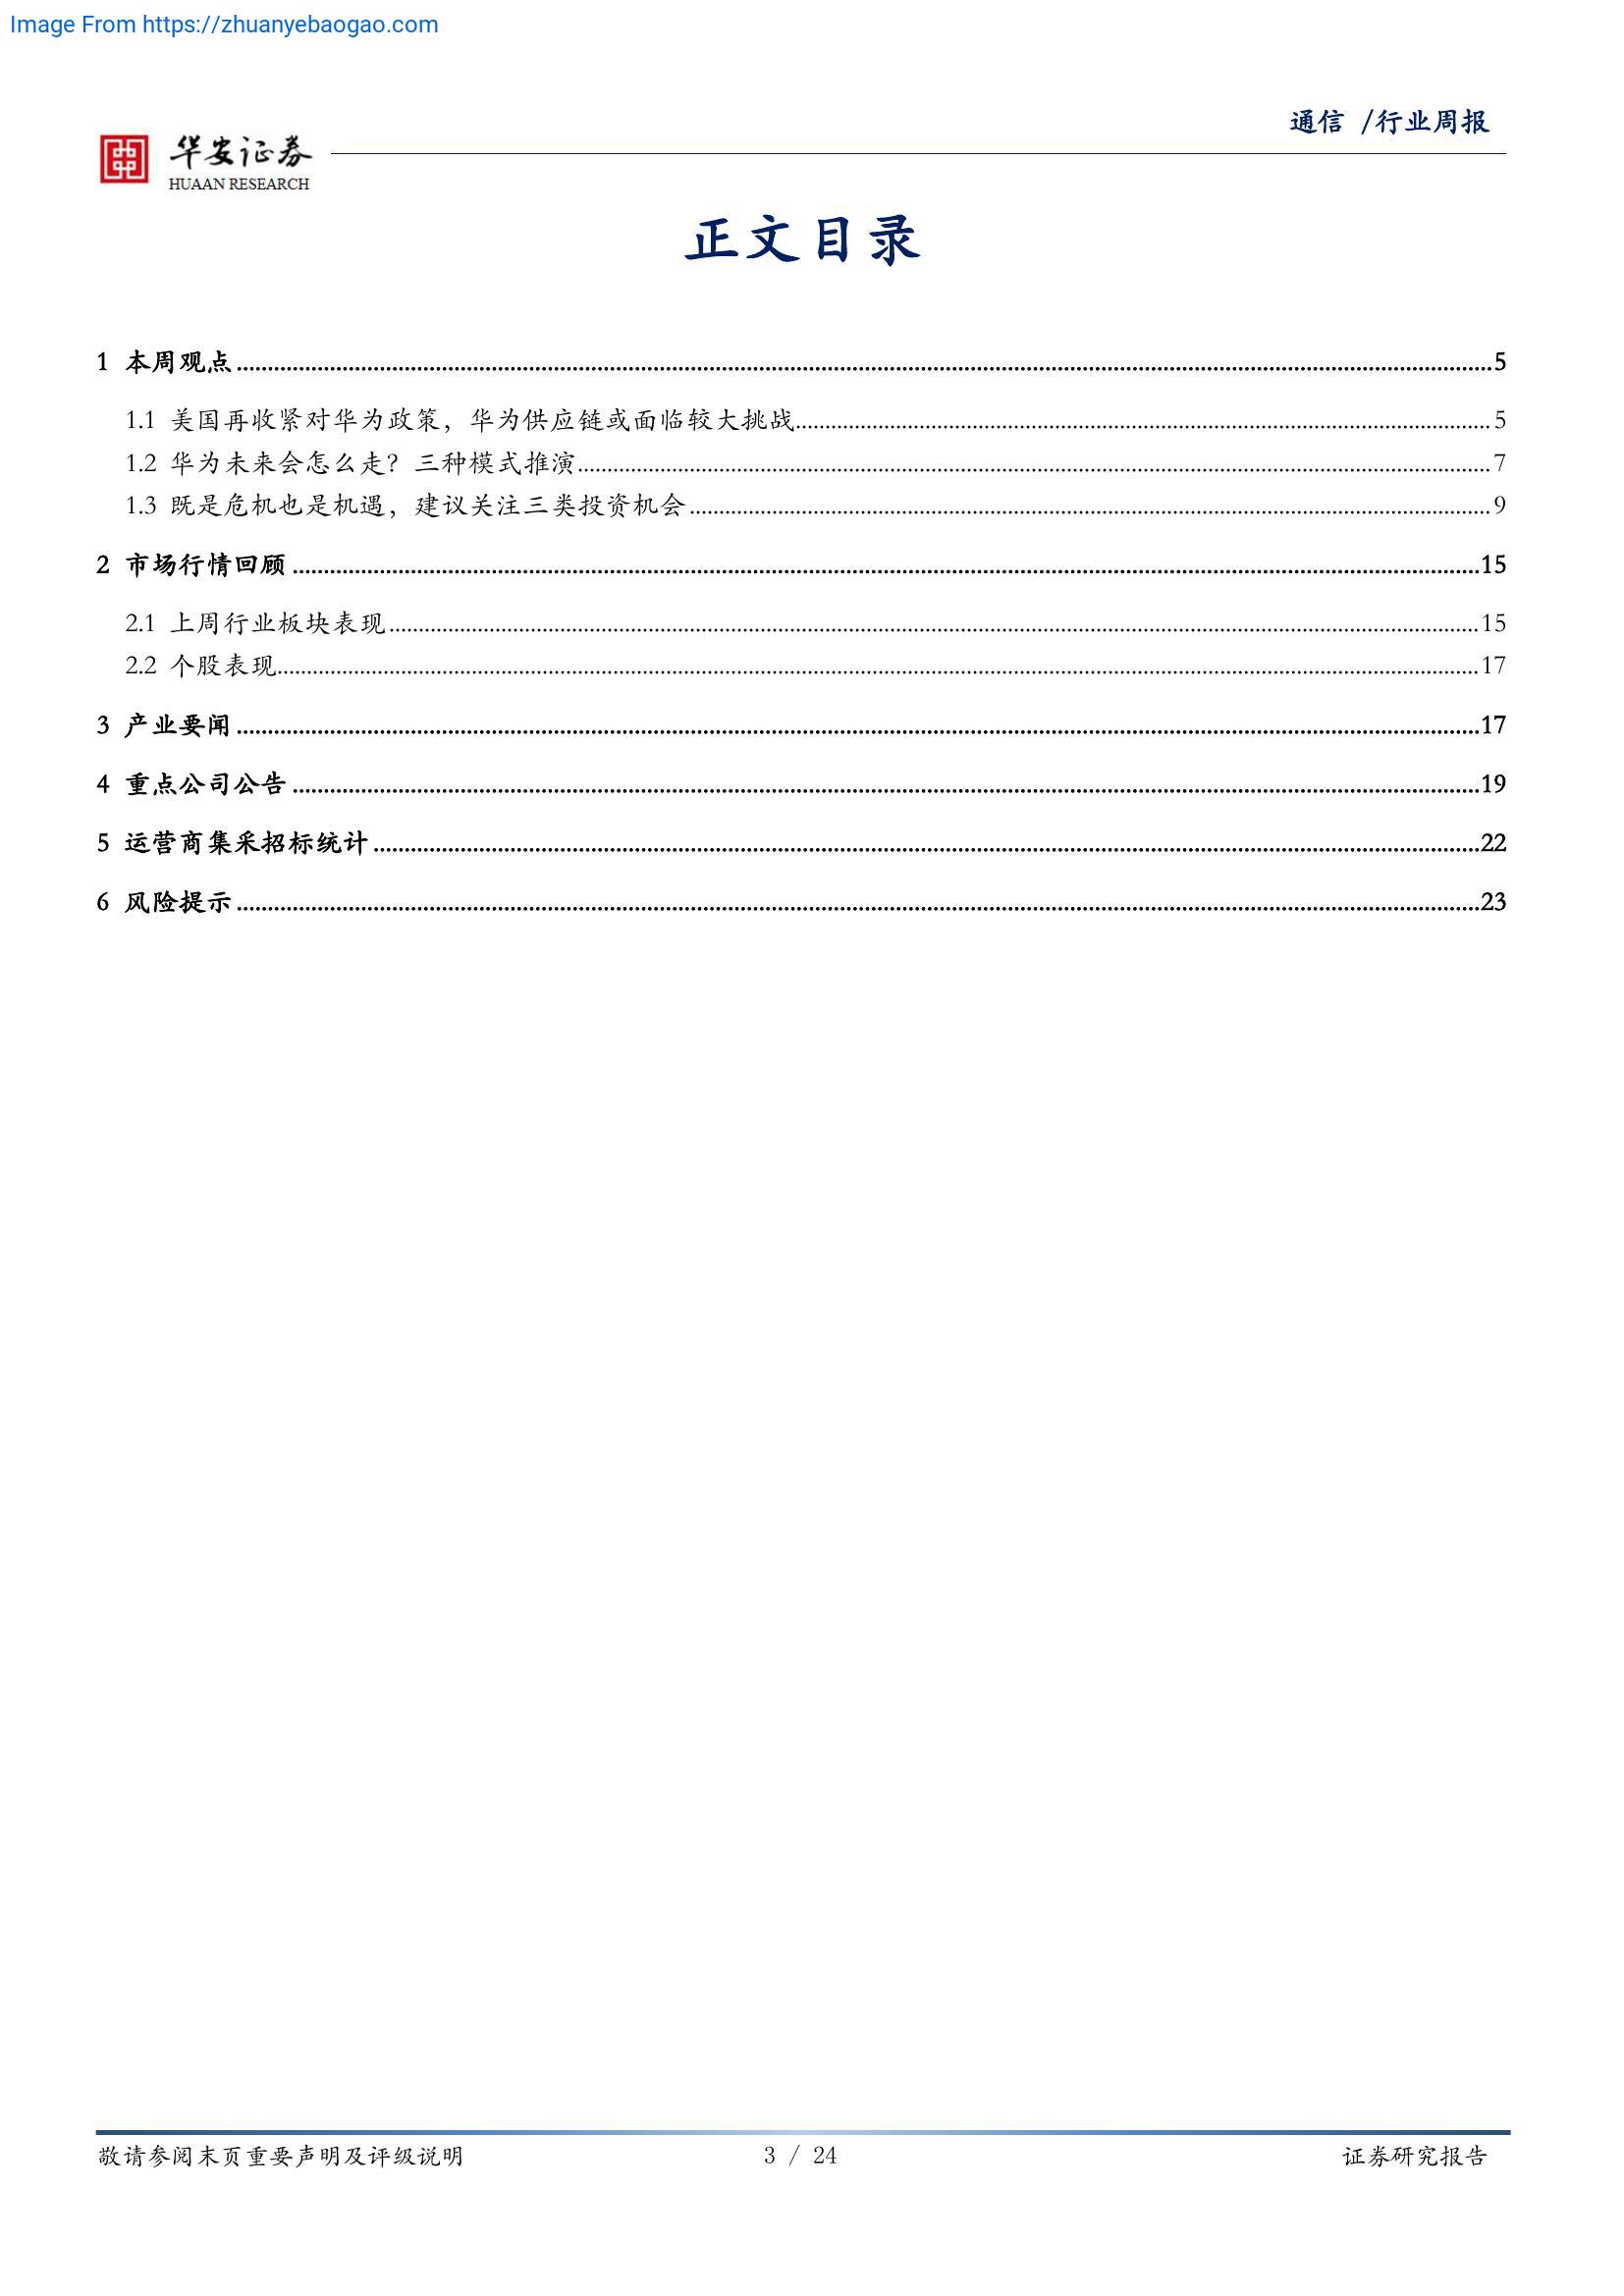 Image From https://zhuanyebaogao.com
通信 /行业周报
华安证券
HUAAN RESEARCH
正文目录
1 本周观点....................5
1.1 美国再收紧对华为政策，华为供应链或面临较大挑战....................5
1.2 华为未来会怎么走？三种模式推演....................7
1.3 既是危机也是机遇，建议关注三类投资机会....................9
2 市场行情回顾....................15
2.1 上周行业板块表现....................15
2.2 个股表现....................17
3 产业要闻....................17
4 重点公司公告....................19
5 运营商集采招标统计....................22
6 风险提示....................23
敬请参阅末页重要声明及评级说明 3 / 24 证券研究报告